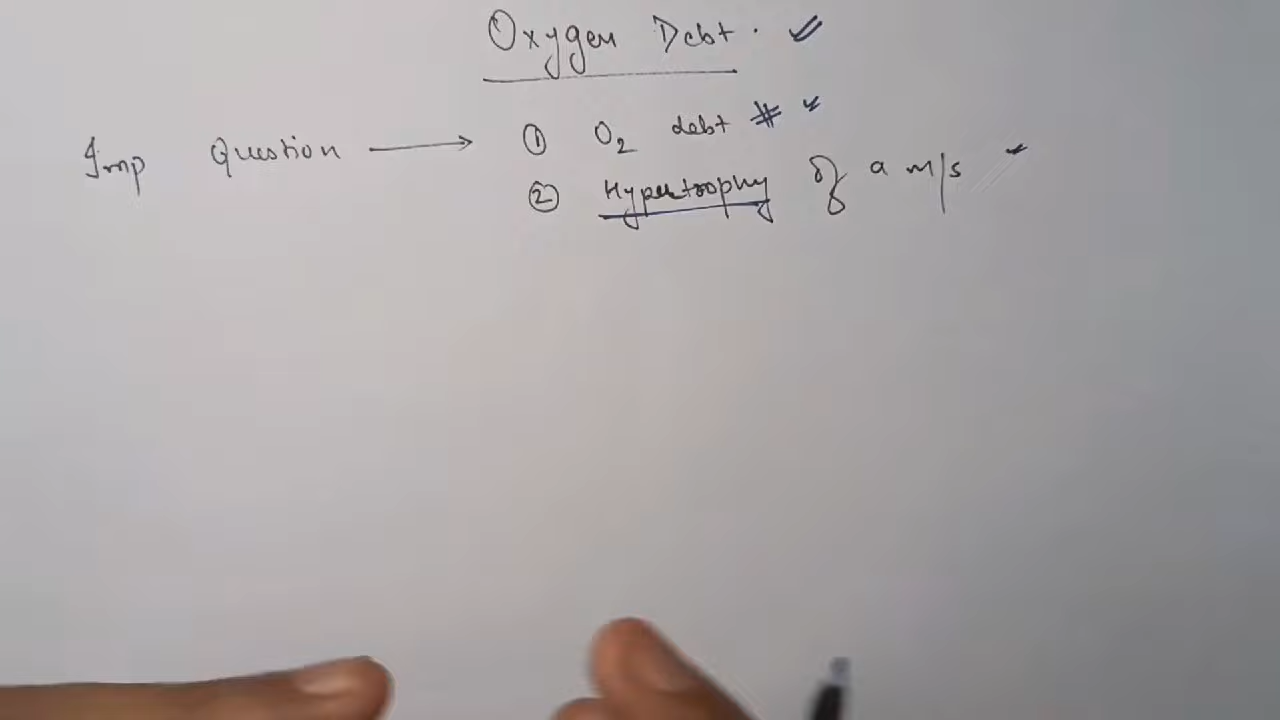 Oxygen Debt.
Imp Question → ① O₂ debt #
② Hypertrophy of a m/s